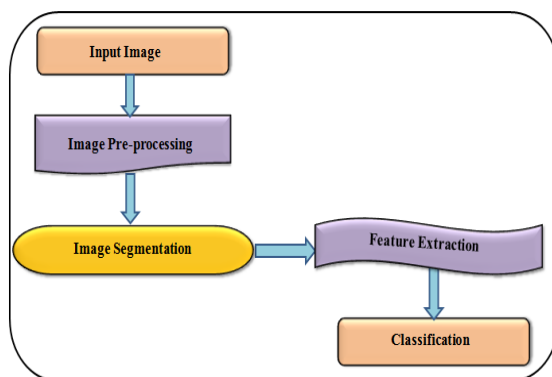 Input Image
Image Pre-processing
Image Segmentation
Feature Extraction
Classification